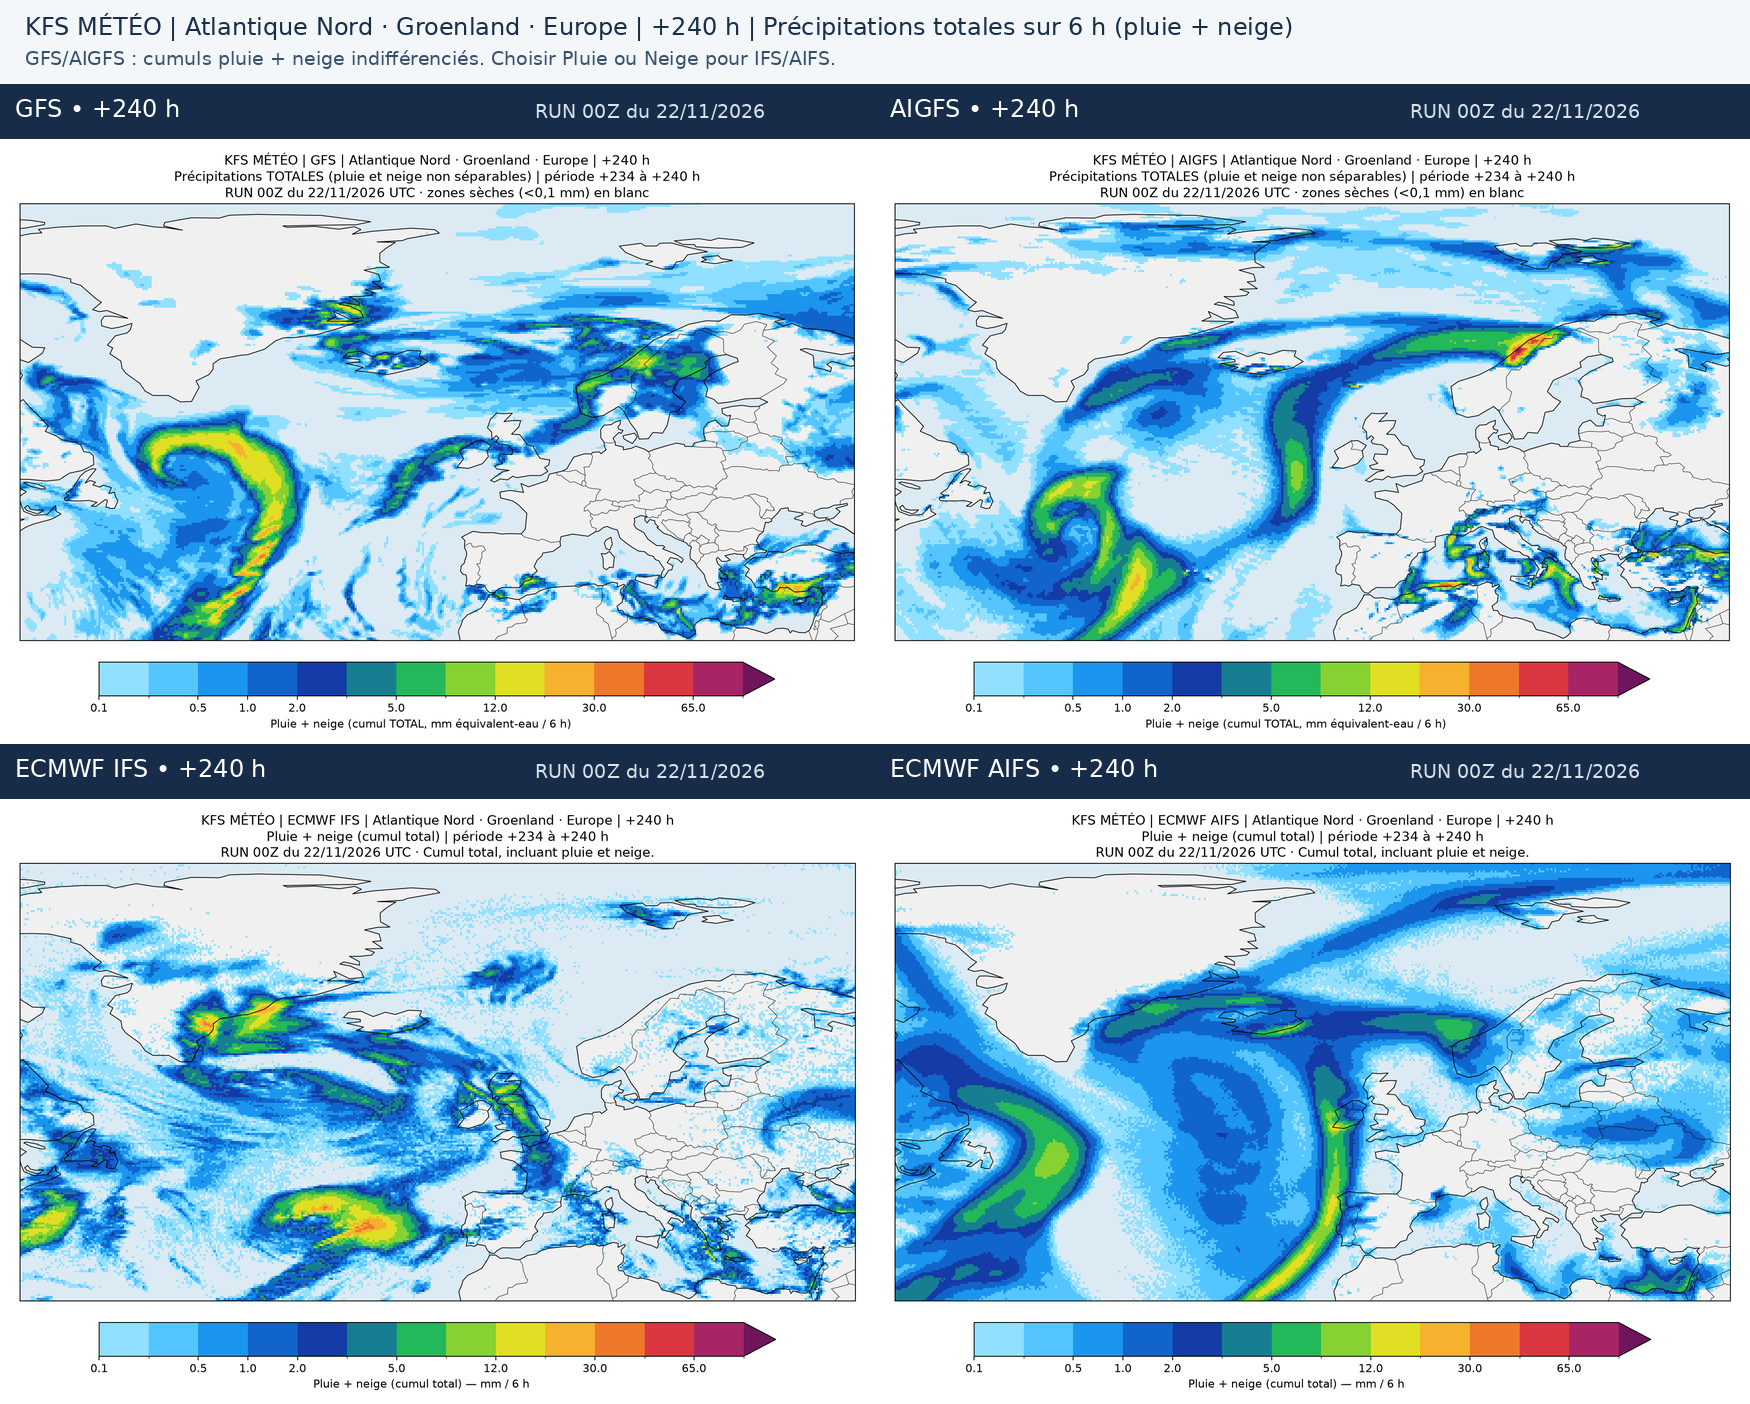 KFS MÉTÉO | Atlantique Nord · Groenland · Europe | +240 h | Précipitations totales sur 6 h (pluie + neige)
GFS/AIGFS : cumuls pluie + neige indifférenciés. Choisir Pluie ou Neige pour IFS/AIFS.
GFS • +240 h
RUN 00Z du 22/11/2026
AIGFS • +240 h
RUN 00Z du 22/11/2026
KFS MÉTÉO | GFS | Atlantique Nord · Groenland · Europe | +240 h
Précipitations TOTALES (pluie et neige non séparables) | période +234 à +240 h
RUN 00Z du 22/11/2026 UTC · zones sèches (<0,1 mm) en blanc
KFS MÉTÉO | AIGFS | Atlantique Nord · Groenland · Europe | +240 h
Précipitations TOTALES (pluie et neige non séparables) | période +234 à +240 h
RUN 00Z du 22/11/2026 UTC · zones sèches (<0,1 mm) en blanc
0.1 0.5 1.0 2.0 5.0 12.0 30.0 65.0
Pluie + neige (cumul TOTAL, mm équivalent-eau / 6 h)
0.1 0.5 1.0 2.0 5.0 12.0 30.0 65.0
Pluie + neige (cumul TOTAL, mm équivalent-eau / 6 h)
ECMWF IFS • +240 h
RUN 00Z du 22/11/2026
ECMWF AIFS • +240 h
RUN 00Z du 22/11/2026
KFS MÉTÉO | ECMWF IFS | Atlantique Nord · Groenland · Europe | +240 h
Pluie + neige (cumul total) | période +234 à +240 h
RUN 00Z du 22/11/2026 UTC · Cumul total, incluant pluie et neige.
KFS MÉTÉO | ECMWF AIFS | Atlantique Nord · Groenland · Europe | +240 h
Pluie + neige (cumul total) | période +234 à +240 h
RUN 00Z du 22/11/2026 UTC · Cumul total, incluant pluie et neige.
0.1 0.5 1.0 2.0 5.0 12.0 30.0 65.0
Pluie + neige (cumul total) — mm / 6 h
0.1 0.5 1.0 2.0 5.0 12.0 30.0 65.0
Pluie + neige (cumul total) — mm / 6 h